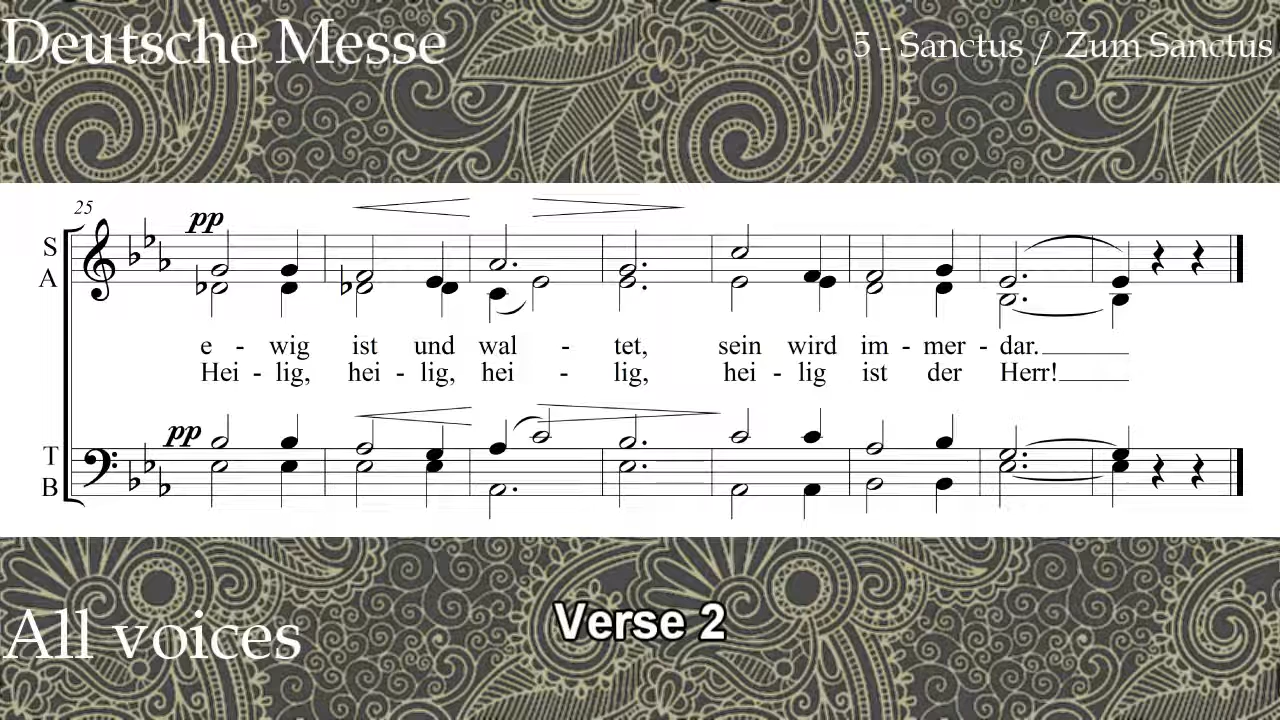 Deutsche Messe
5 - Sanctus / Zum Sanctus
25
pp
S
A
e - wig ist und wal - tet, sein wird im - mer - dar.
Hei - lig, hei - lig, hei - lig, hei - lig ist der Herr!
pp
T
B
All voices
Verse 2